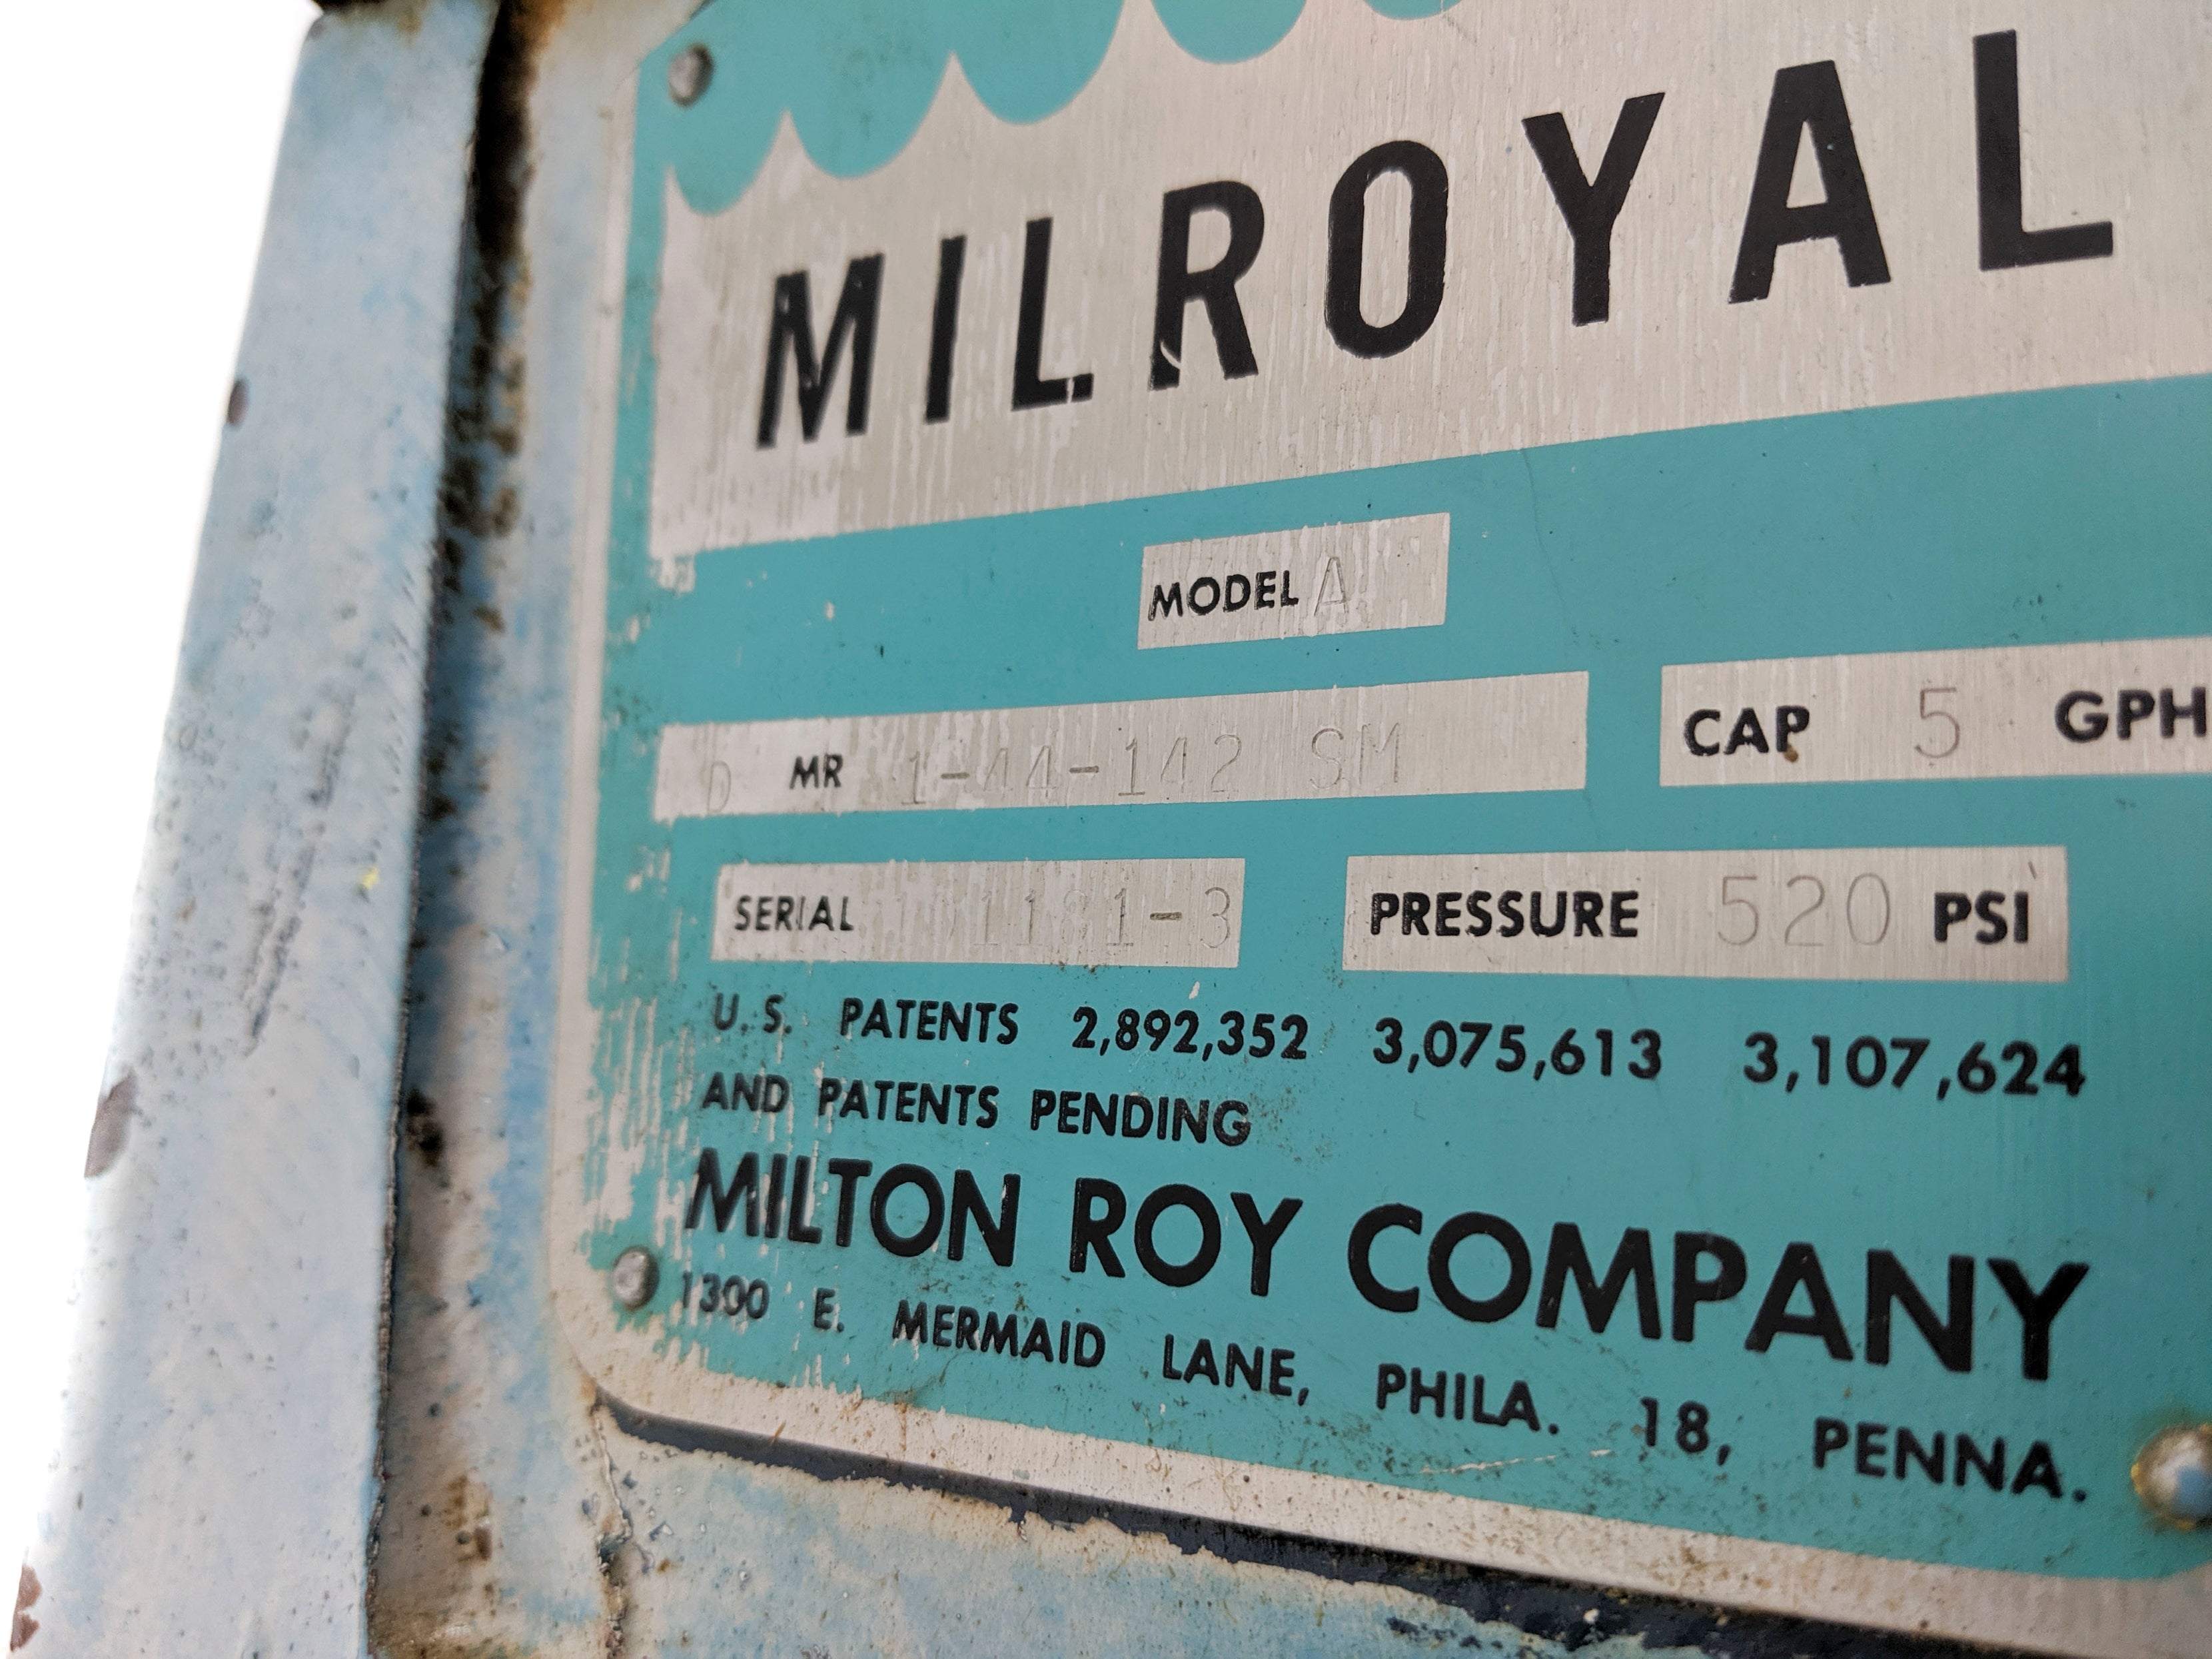 MILROYAL
MODEL A
D MR 1-44-142 SM
CAP 5 GPH
SERIAL
PRESSURE 520 PSI
U.S. PATENTS 2,892,352 3,075,613 3,107,624
AND PATENTS PENDING
MILTON ROY COMPANY
1300 E. MERMAID LANE, PHILA. 18, PENNA.